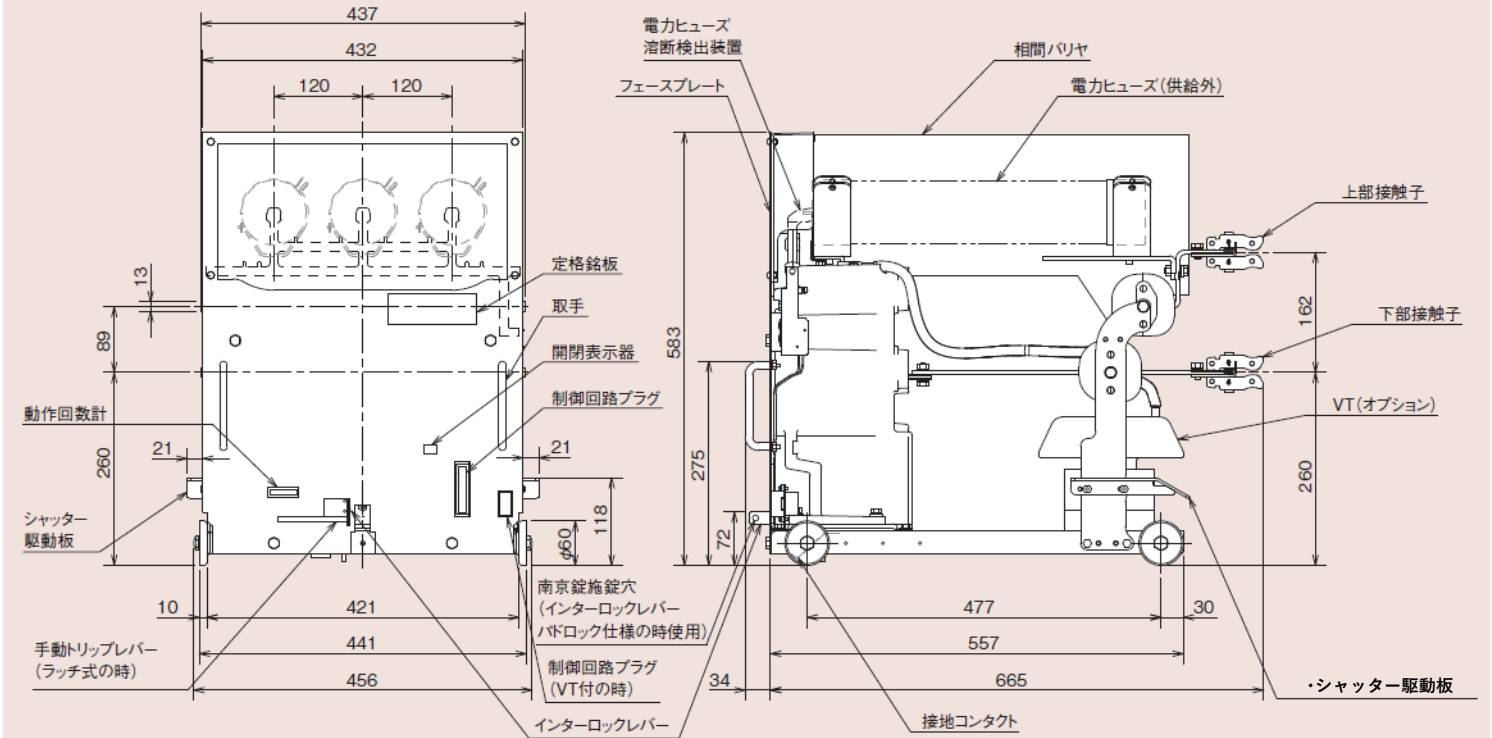 437
432
120
120
13
89
260
定格銘板
取手
開閉表示器
制御回路プラグ
動作回数計
21
21
シャッター
駆動板
118
φ60
10
421
441
456
手動トリップレバー
(ラッチ式の時)
南京錠施錠穴
(インターロックレバー
パドロック仕様の時使用)
制御回路プラグ
(VT付の時)
インターロックレバー
電力ヒューズ
溶断検出装置
フェースプレート
相間バリヤ
電力ヒューズ(供給外)
上部接触子
下部接触子
VT(オプション)
583
275
72
162
260
477
30
557
34
665
・シャッター駆動板
接地コンタクト